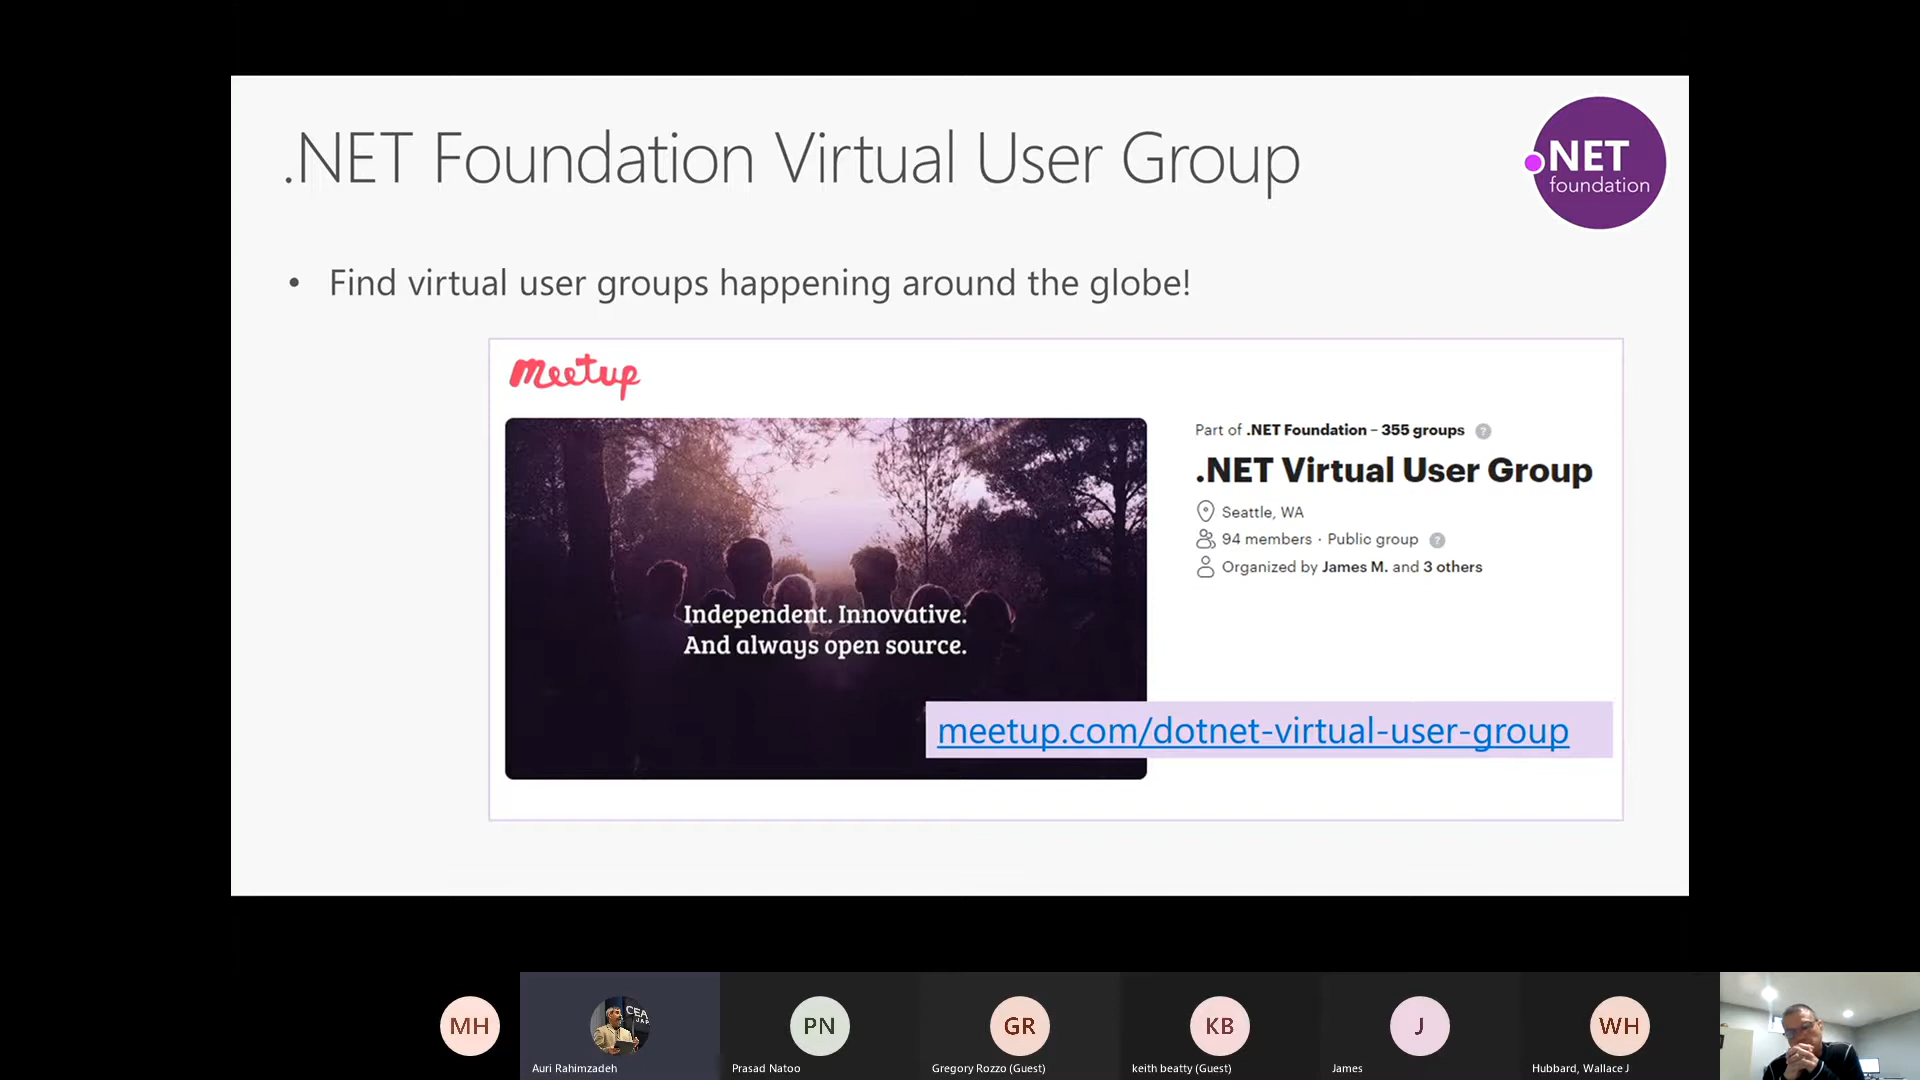 .NET Foundation Virtual User Group
.NET
foundation
• Find virtual user groups happening around the globe!
meetup
Part of .NET Foundation – 355 groups ?
.NET Virtual User Group
Seattle, WA
94 members · Public group ?
Organized by James M. and 3 others
Independent. Innovative.
And always open source.
meetup.com/dotnet-virtual-user-group
MH
PN
GR
KB
J
WH
Auri Rahimzadeh
Prasad Natoo
Gregory Rozzo (Guest)
keith beatty (Guest)
James
Hubbard, Wallace J